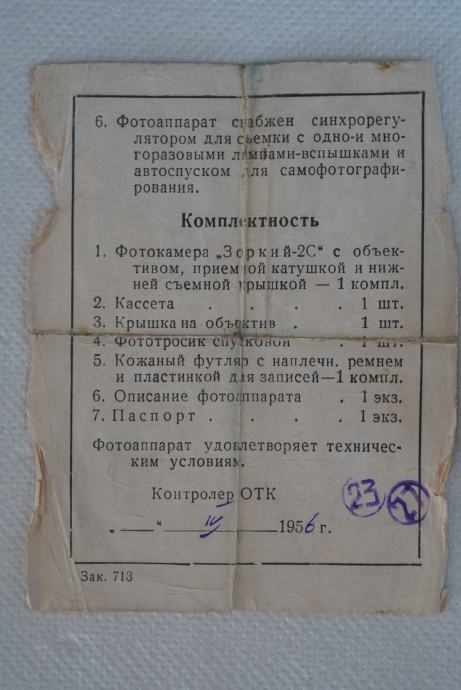 6. Фотоаппарат снабжен синхрорегу-
лятором для съемки с одно-и мно-
горазовыми лампами-вспышками и
автоспуском для самофотографи-
рования.
Комплектность
1. Фотокамера „Зоркий-2С“ с объек-
тивом, приемной катушкой и ниж-
ней съемной крышкой — 1 компл.
2. Кассета . . . . 1 шт.
3. Крышка на объектив . 1 шт.
4. Фототросик спусковой . 1 шт.
5. Кожаный футляр с наплечн. ремнем
и пластинкой для записей—1 компл.
6. Описание фотоаппарата . 1 экз.
7. Паспорт . . . . 1 экз.
Фотоаппарат удовлетворяет техничес-
ким условиям.
Контролер ОТК
23
„ — “ IV 1956 г.
Зак. 713